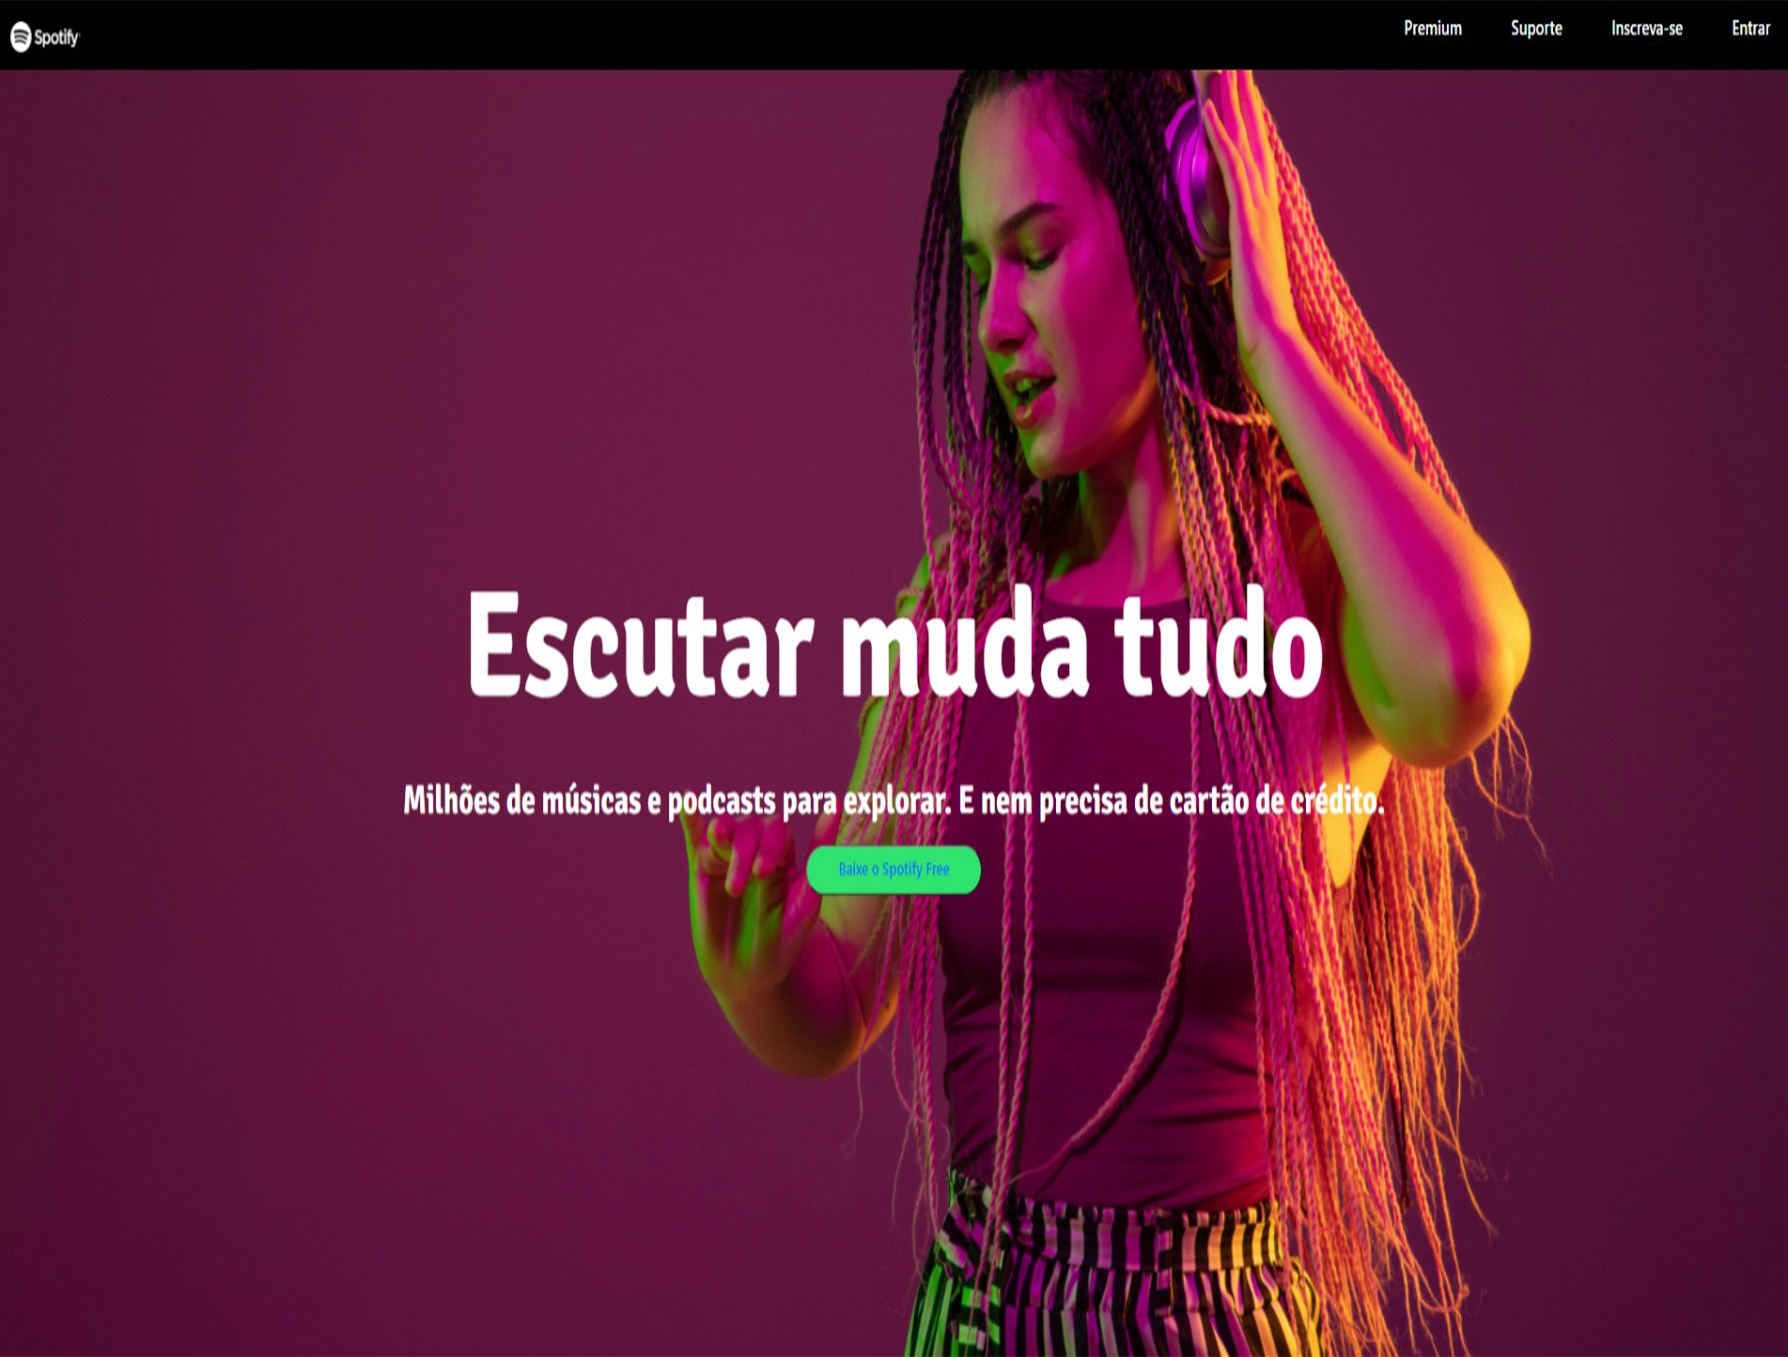 Spotify
Premium Suporte Inscreva-se Entrar
Escutar muda tudo
Milhões de músicas e podcasts para explorar. E nem precisa de cartão de crédito.
Baixe o Spotify Free